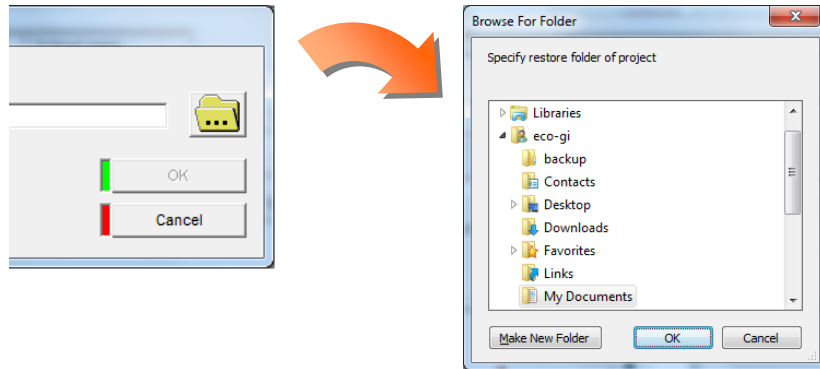 OK
Cancel
Browse For Folder
Specify restore folder of project
Libraries
eco-gi
backup
Contacts
Desktop
Downloads
Favorites
Links
My Documents
Make New Folder
OK
Cancel